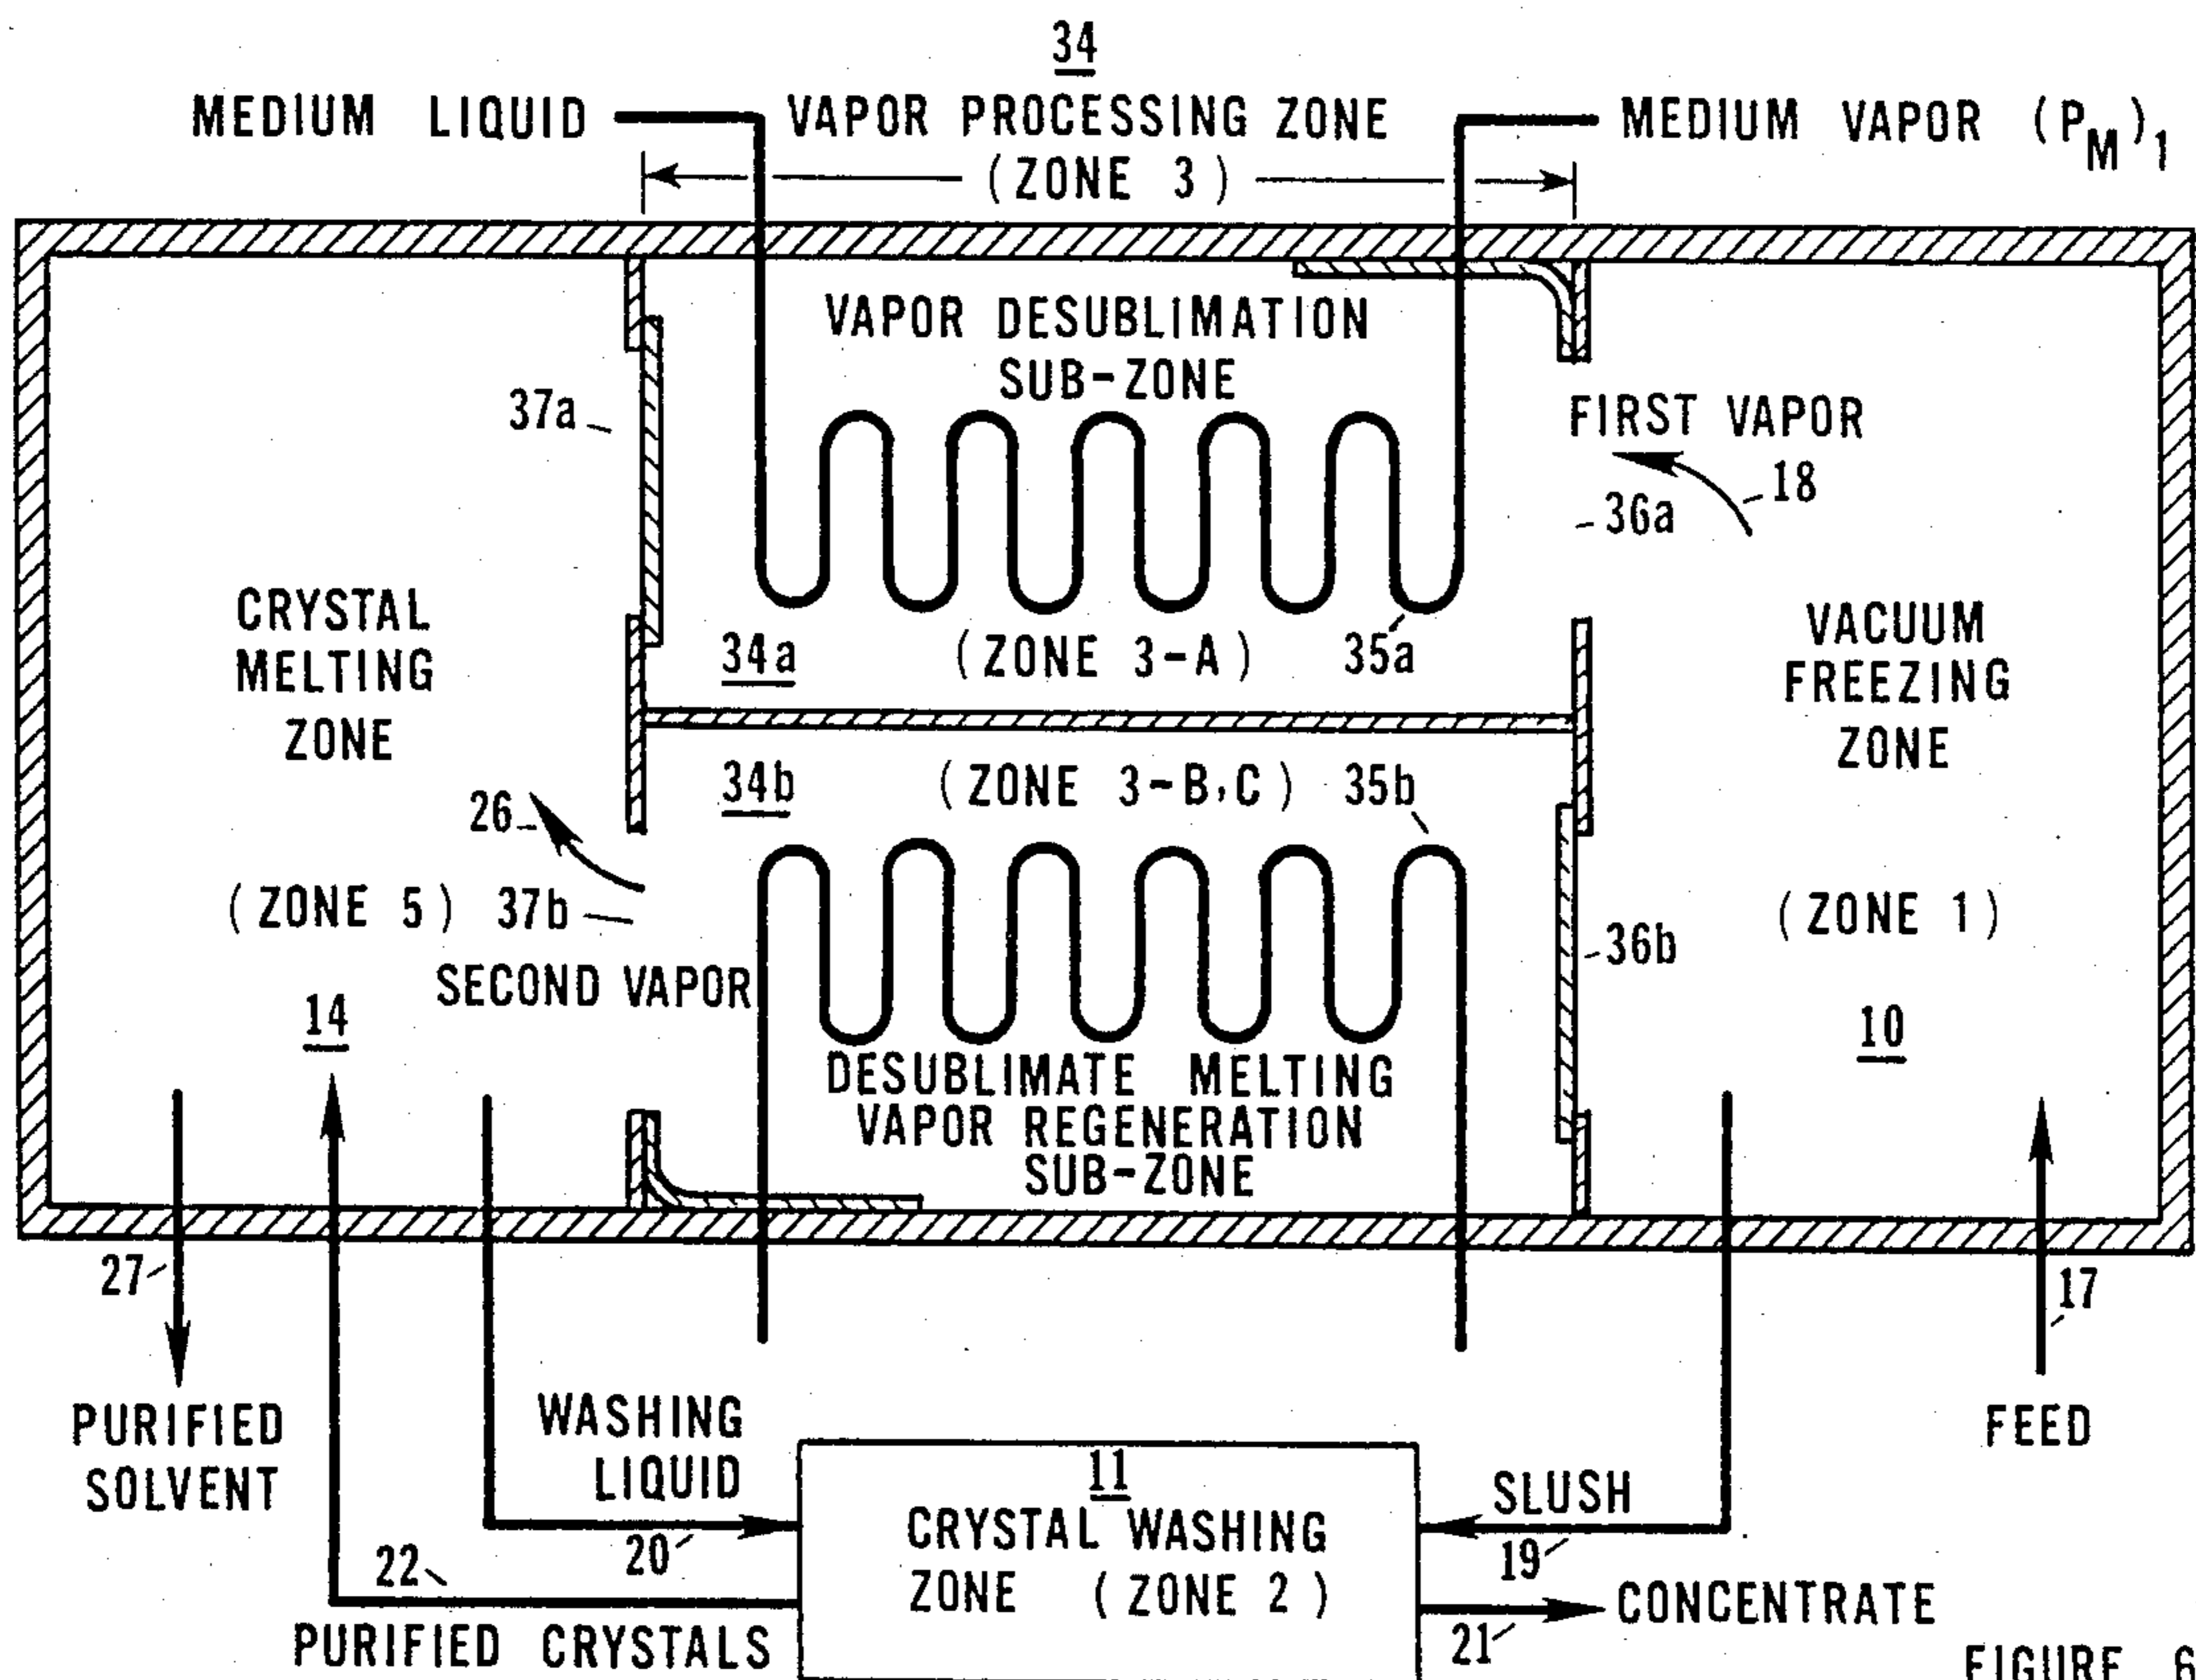 34
MEDIUM LIQUID
VAPOR PROCESSING ZONE
(ZONE 3)
MEDIUM VAPOR (PM)1
VAPOR DESUBLIMATION
SUB-ZONE
37a
FIRST VAPOR
18
36a
CRYSTAL
MELTING
ZONE
34a
(ZONE 3-A)
35a
VACUUM
FREEZING
ZONE
34b
(ZONE 3-B,C)
35b
26
(ZONE 5)
37b
SECOND VAPOR
36b
(ZONE 1)
14
10
DESUBLIMATE MELTING
VAPOR REGENERATION
SUB-ZONE
27
17
PURIFIED
SOLVENT
WASHING
LIQUID
20
22
PURIFIED CRYSTALS
11
CRYSTAL WASHING
ZONE (ZONE 2)
SLUSH
19
FEED
CONCENTRATE
21
FIGURE 6